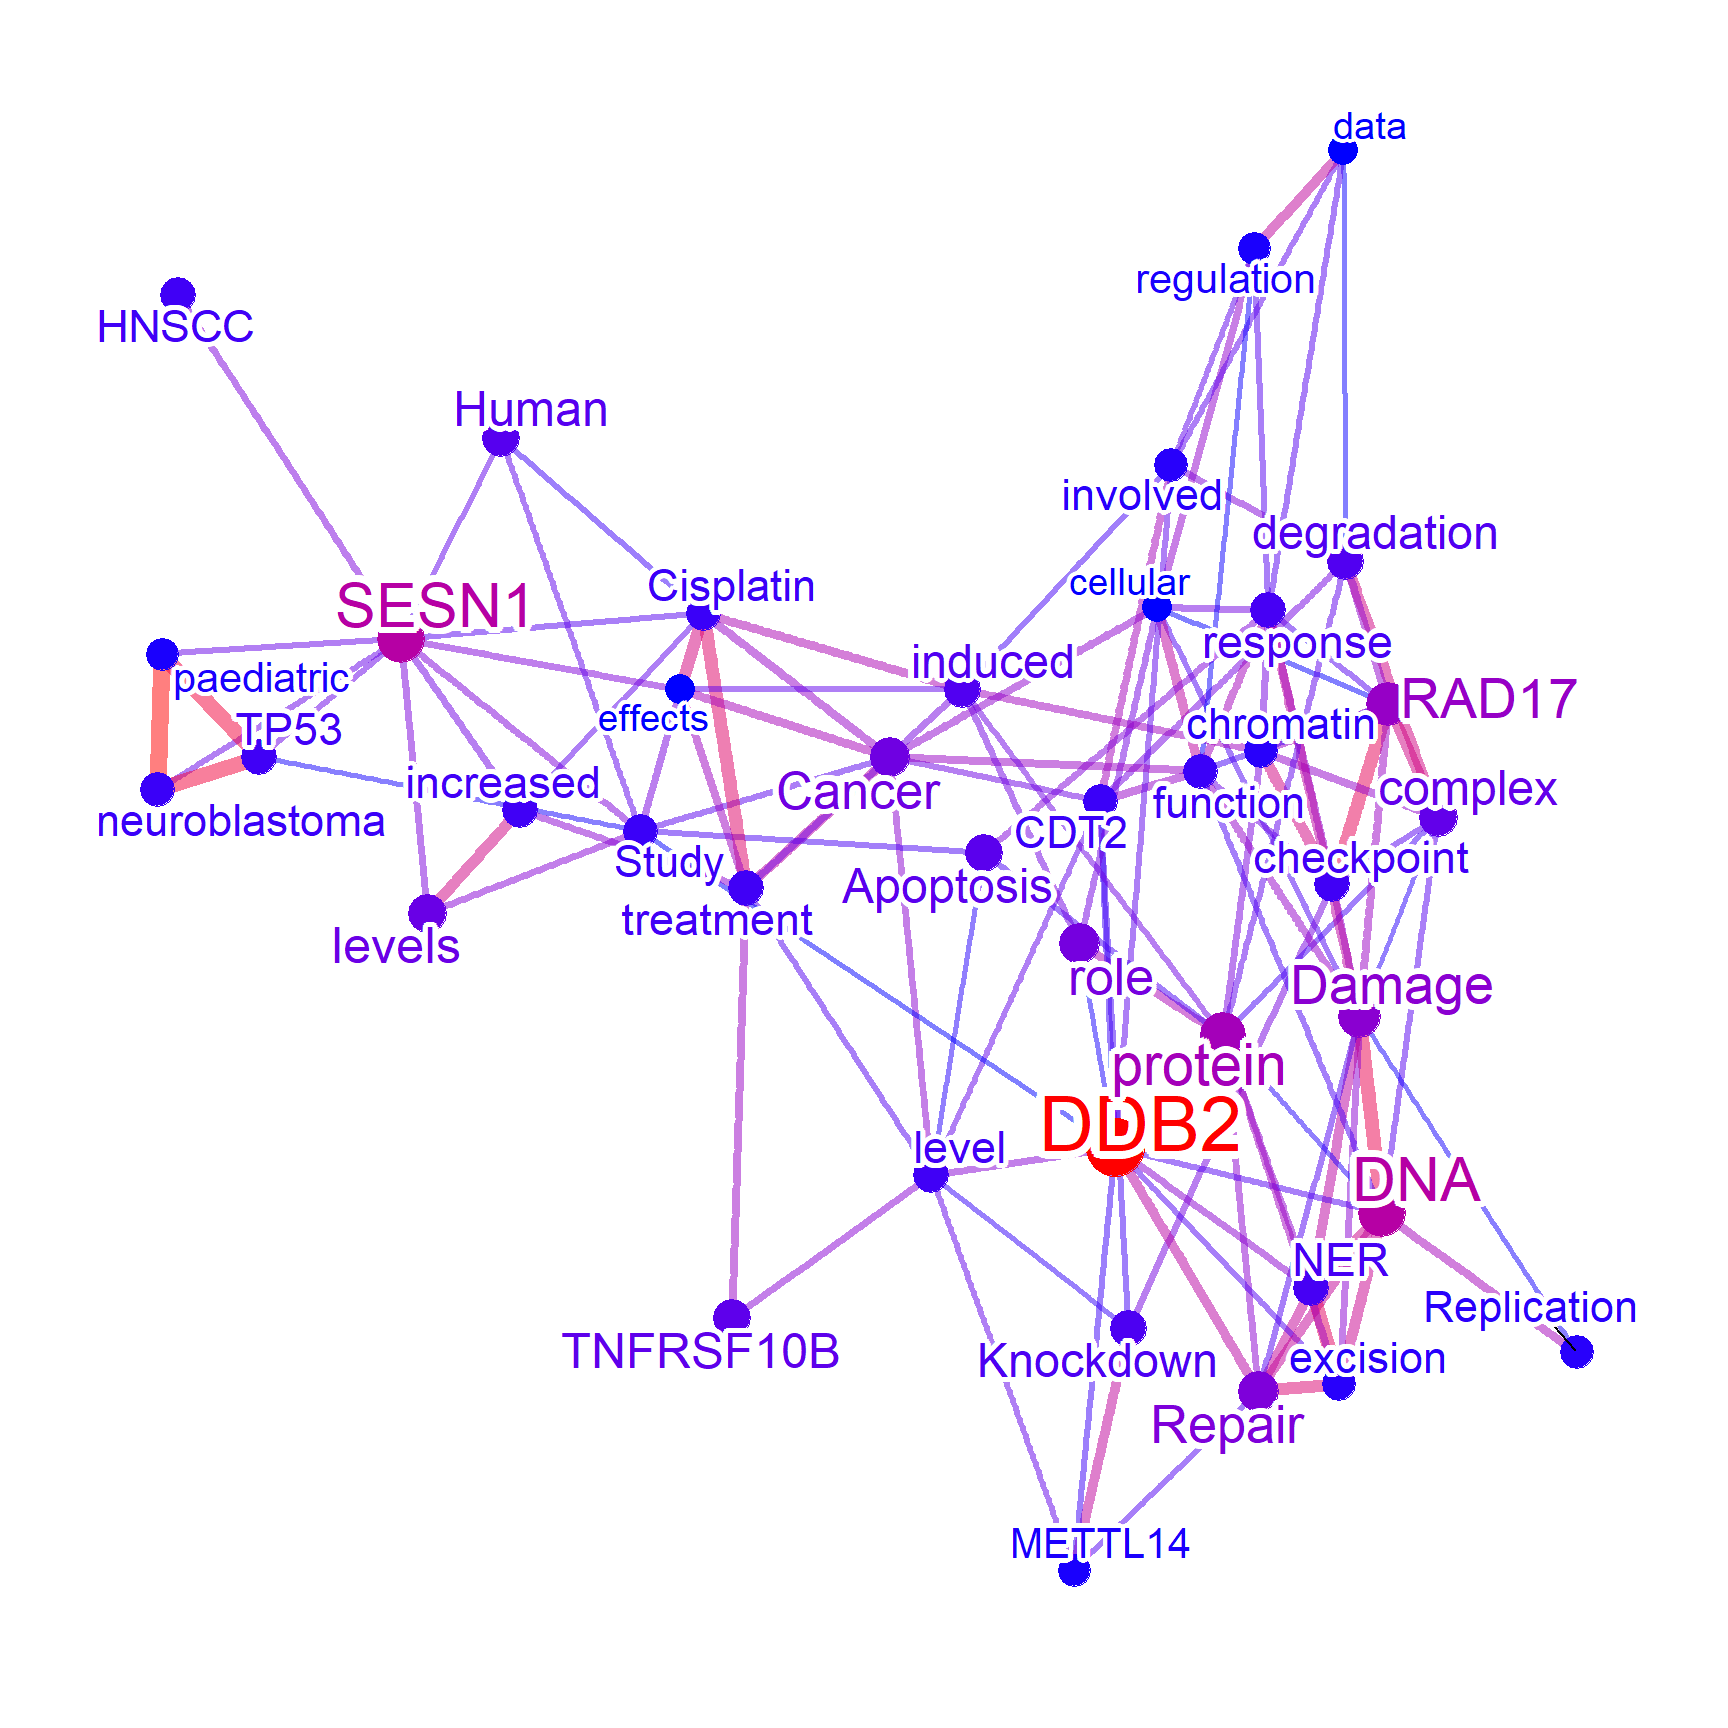 data
regulation
HNSCC
Human
involved
degradation
Cisplatin
cellular
SESN1
response
induced
paediatric
RAD17
effects
chromatin
TP53
increased
Cancer
complex
function
neuroblastoma
CDT2
Study
checkpoint
Apoptosis
treatment
levels
role
Damage
protein
DDB2
level
DNA
NER
Replication
TNFRSF10B
Knockdown
excision
Repair
METTL14